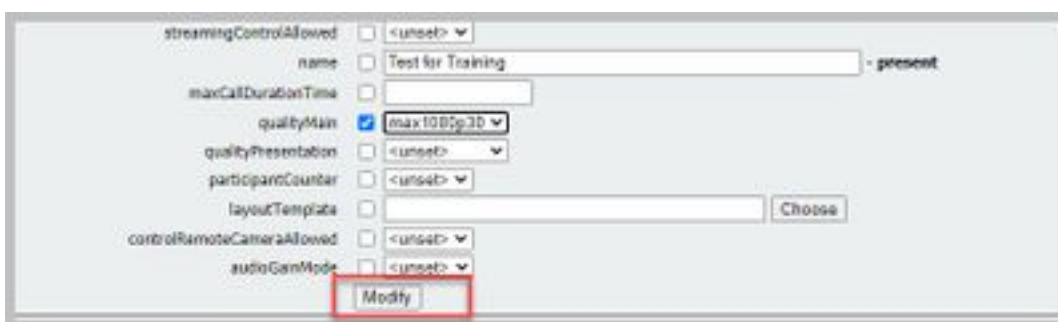 streamingControlAllowed <unset>
name Test for Training - present
maxCallDurationTime
qualityMain max1080p30
qualityPresentation <unset>
participantCounter <unset>
layoutTemplate Choose
controlRemoteCameraAllowed <unset>
audioGainMode <unset>
Modify